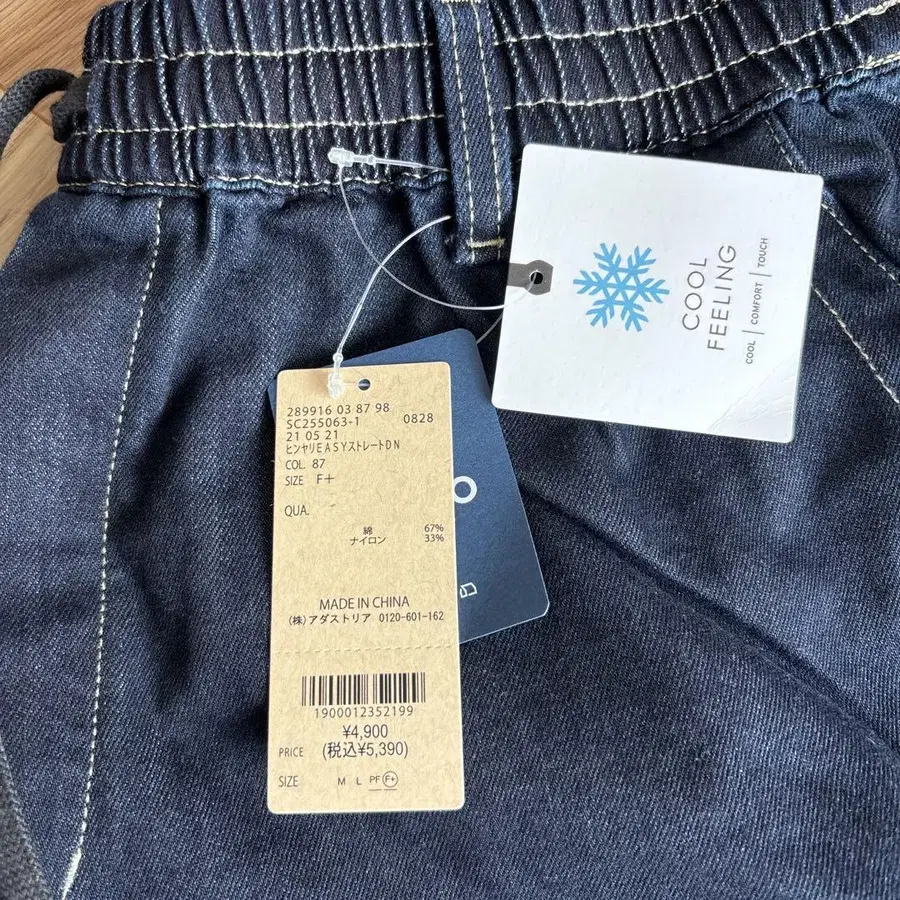 289916 03 87 98
SC255063-1 0828
21 05 21
ヒンヤリEASYストレートDN
COL. 87
SIZE F+
QUA.
綿 67%
ナイロン 33%
MADE IN CHINA
(株)アダストリア 0120-601-162
1900012352199
¥4,900
PRICE (税込¥5,390)
SIZE M L PF F+
COOL
FEELING
COOL | COMFORT | TOUCH
O